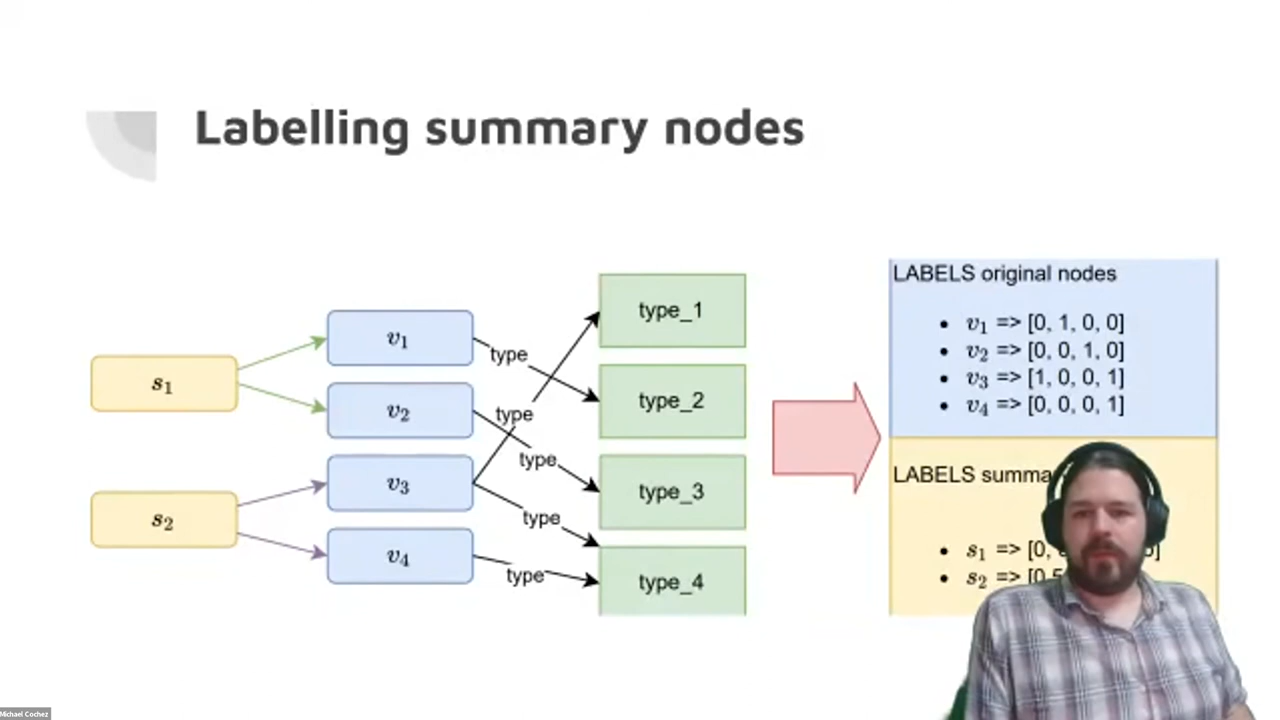 Labelling summary nodes
s₁
s₂
v₁
v₂
v₃
v₄
type
type
type
type
type
type_1
type_2
type_3
type_4
LABELS original nodes
• v₁ => [0, 1, 0, 0]
• v₂ => [0, 0, 1, 0]
• v₃ => [1, 0, 0, 1]
• v₄ => [0, 0, 0, 1]
LABELS
• s₁ => [0,
• s₂ =>
Michael Cochez